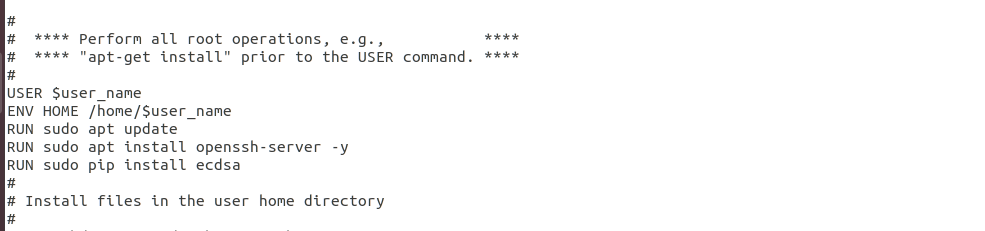 #
#  **** Perform all root operations, e.g.,           ****
#  **** "apt-get install" prior to the USER command. ****
#
USER $user_name
ENV HOME /home/$user_name
RUN sudo apt update
RUN sudo apt install openssh-server -y
RUN sudo pip install ecdsa
#
# Install files in the user home directory
#